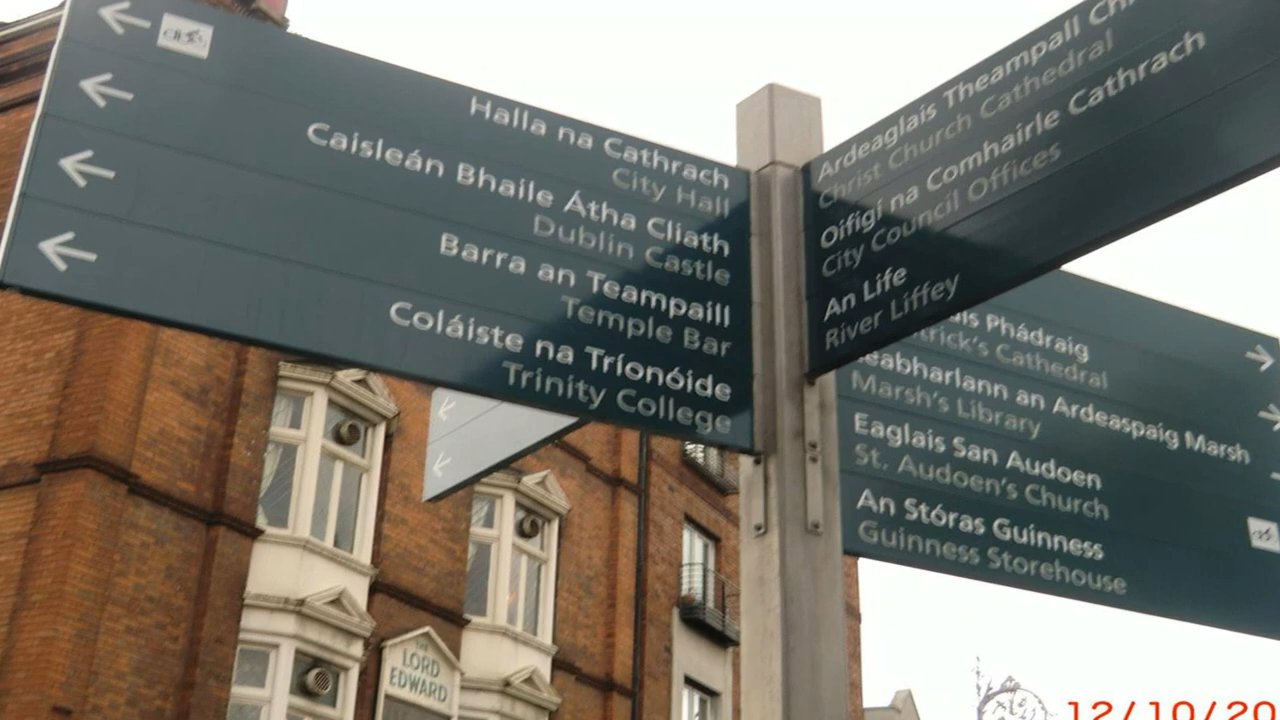 Halla na Cathrach
City Hall
Caisleán Bhaile Átha Cliath
Dublin Castle
Barra an Teampaill
Temple Bar
Coláiste na Tríonóide
Trinity College
Ardeaglais Theampall
Christ Church Cathedral
Oifigí na Comhairle Cathrach
City Council Offices
An Life
River Liffey
Phádraig
Cathedral
an Ardeaspaig Marsh
Marsh's Library
Eaglais San Audoen
St. Audoen's Church
An Stóras Guinness
Guinness Storehouse
THE
LORD
EDWARD
12/10/20